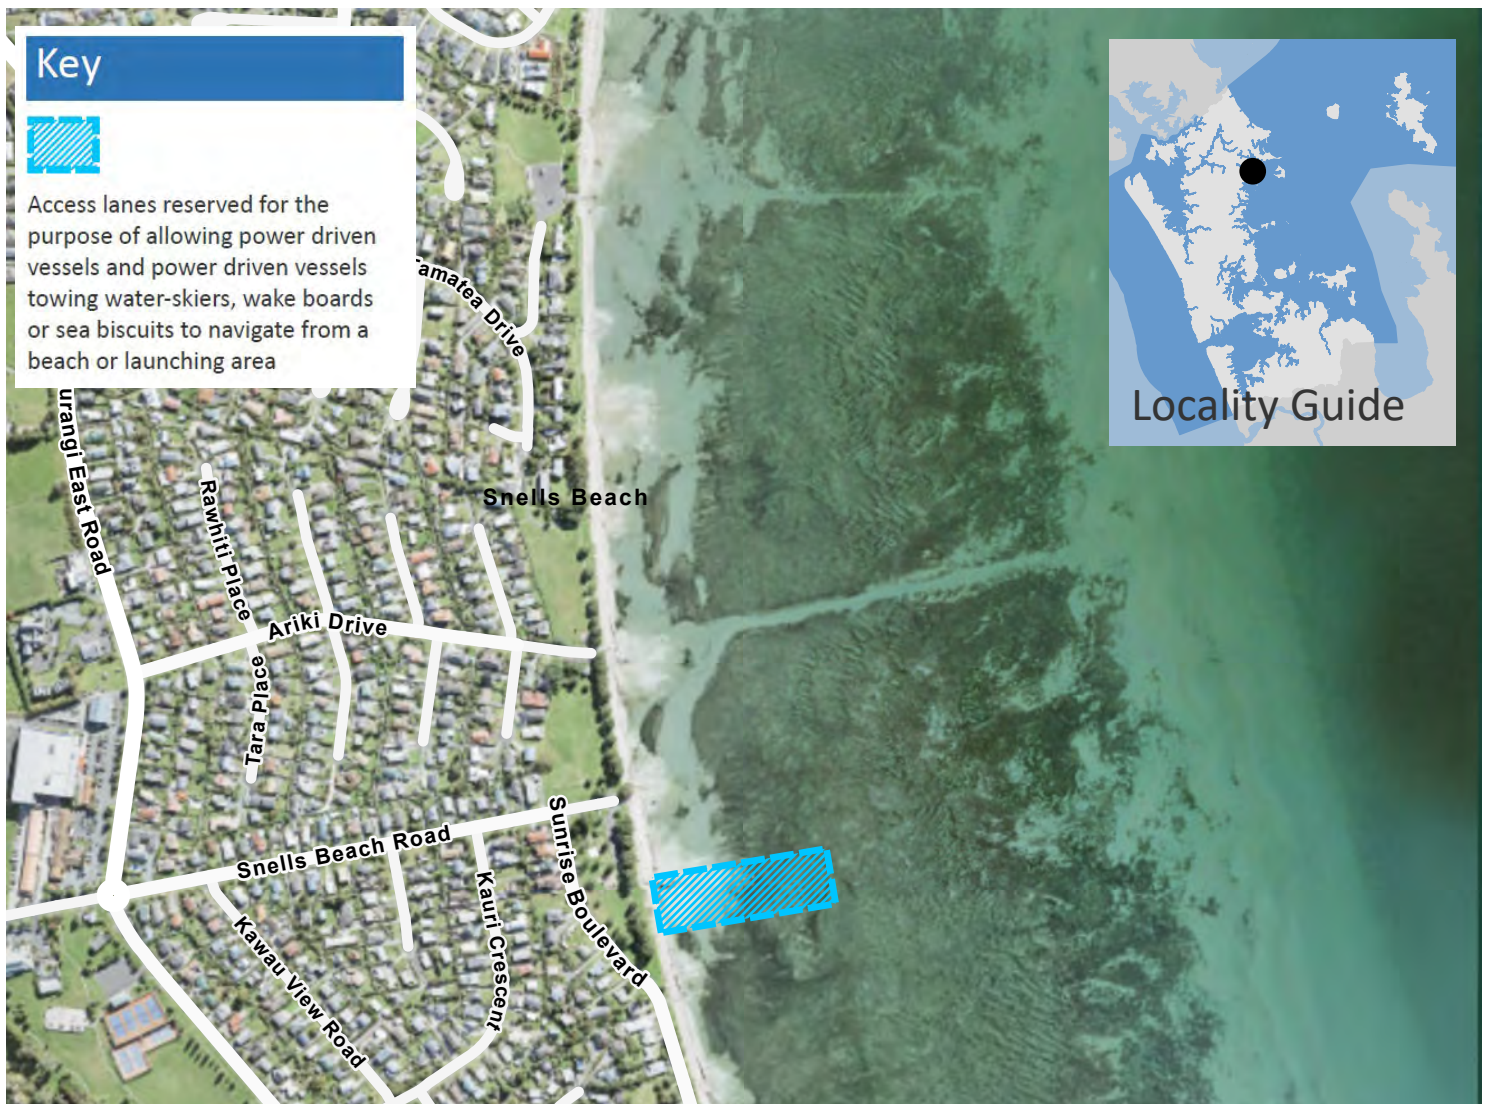 Key
Access lanes reserved for the
purpose of allowing power driven
vessels and power driven vessels
towing water-skiers, wake boards
or sea biscuits to navigate from a
beach or launching area
Locality Guide
Tamatea Drive
urangi East Road
Rawhiti Place
Snells Beach
Ariki Drive
Tara Place
Snells Beach Road
Sunrise Boulevard
Kauri Crescent
Kawau View Road